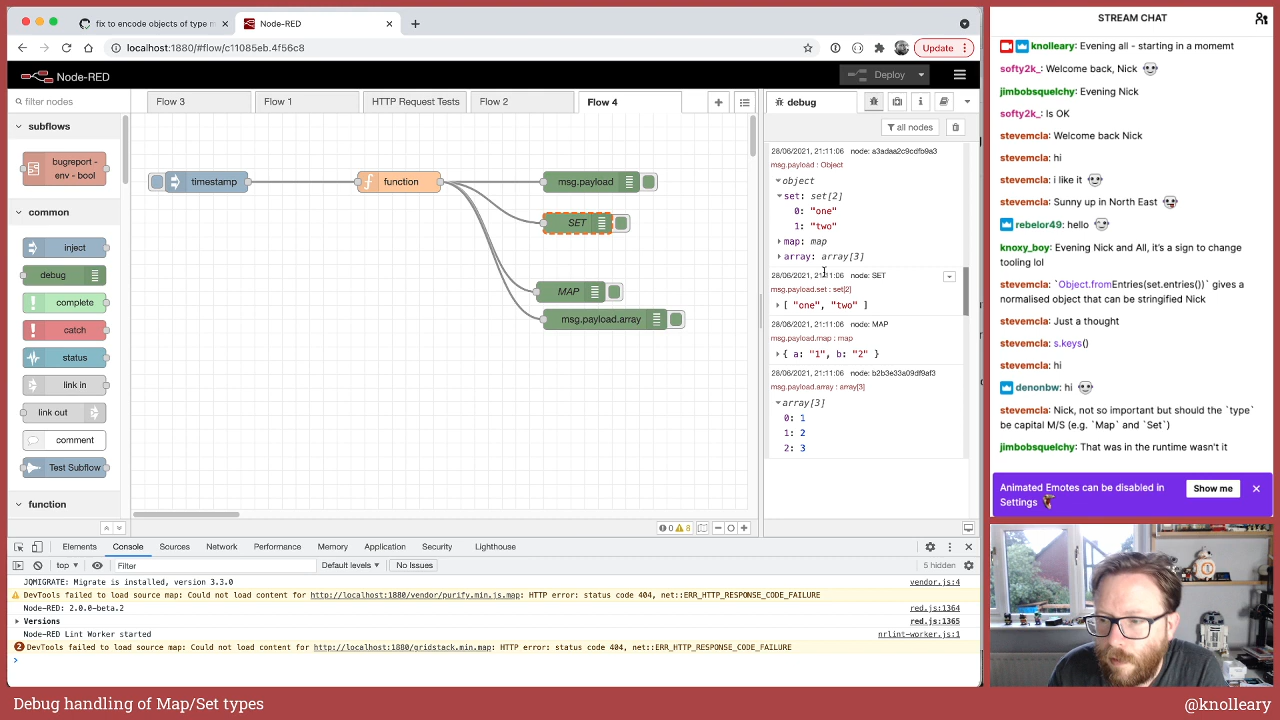 fix to encode objects of type m
Node-RED
localhost:1880/#flow/c11085eb.4f56c8
Update
Node-RED
Deploy
filter nodes
Flow 3
Flow 1
HTTP Request Tests
Flow 2
Flow 4
debug
all nodes
subflows
bugreport -
env - bool
common
inject
debug
complete
catch
status
link in
link out
comment
Test Subflow
function
timestamp
function
msg.payload
SET
MAP
msg.payload.array
28/06/2021, 21:11:06 node: a3adaa2c9cdfb9a3
msg.payload : Object
object
set: set[2]
0: "one"
1: "two"
map: map
array: array[3]
28/06/2021, 21:11:06 node: SET
msg.payload.set : set[2]
[ "one", "two" ]
28/06/2021, 21:11:06 node: MAP
msg.payload.map : map
{ a: "1", b: "2" }
28/06/2021, 21:11:06 node: b2b3e33a09df9af3
msg.payload.array : array[3]
array[3]
0: 1
1: 2
2: 3
0 8
Elements Console Sources Network Performance Memory Application Security Lighthouse
top
Filter
Default levels
No Issues
5 hidden
JQMIGRATE: Migrate is installed, version 3.3.0 vendor.js:4
DevTools failed to load source map: Could not load content for http://localhost:1880/vendor/purify.min.js.map: HTTP error: status code 404, net::ERR_HTTP_RESPONSE_CODE_FAILURE
Node-RED: 2.0.0-beta.2 red.js:1364
Versions red.js:1365
Node-RED Lint Worker started nrlint-worker.js:1
2 DevTools failed to load source map: Could not load content for http://localhost:1880/gridstack.min.map: HTTP error: status code 404, net::ERR_HTTP_RESPONSE_CODE_FAILURE
STREAM CHAT
knolleary: Evening all - starting in a momemt
softy2k_: Welcome back, Nick
jimbobsquelchy: Evening Nick
softy2k_: Is OK
stevemcla: Welcome back Nick
stevemcla: hi
stevemcla: i like it
stevemcla: Sunny up in North East
rebelor49: hello
knoxy_boy: Evening Nick and All, it's a sign to change
tooling lol
stevemcla: `Object.fromEntries(set.entries())` gives a
normalised object that can be stringified Nick
stevemcla: Just a thought
stevemcla: s.keys()
stevemcla: hi
denonbw: hi
stevemcla: Nick, not so important but should the `type`
be capital M/S (e.g. `Map` and `Set`)
jimbobsquelchy: That was in the runtime wasn't it
Animated Emotes can be disabled in
Settings
Show me
Debug handling of Map/Set types
@knolleary